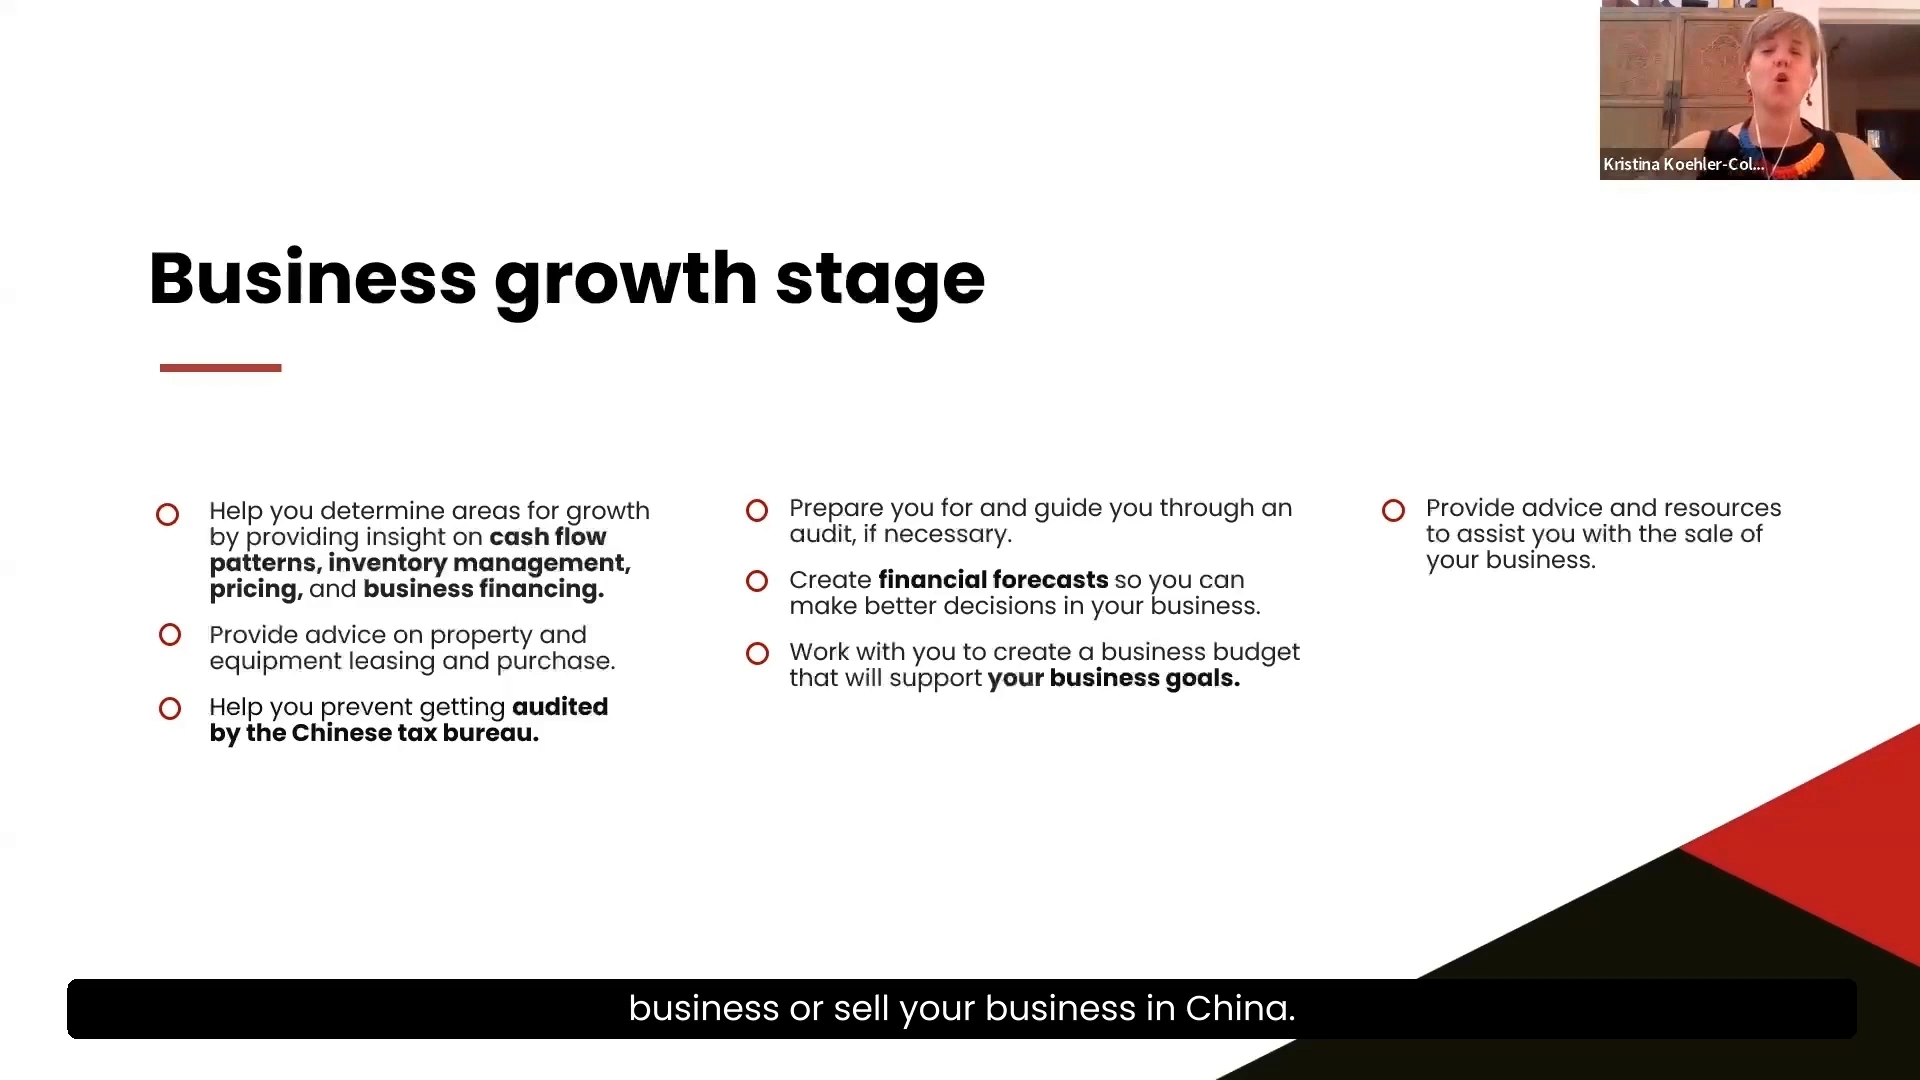 Kristina Koehler-Col...
Business growth stage
Help you determine areas for growth
by providing insight on cash flow
patterns, inventory management,
pricing, and business financing.
Provide advice on property and
equipment leasing and purchase.
Help you prevent getting audited
by the Chinese tax bureau.
Prepare you for and guide you through an
audit, if necessary.
Create financial forecasts so you can
make better decisions in your business.
Work with you to create a business budget
that will support your business goals.
Provide advice and resources
to assist you with the sale of
your business.
business or sell your business in China.